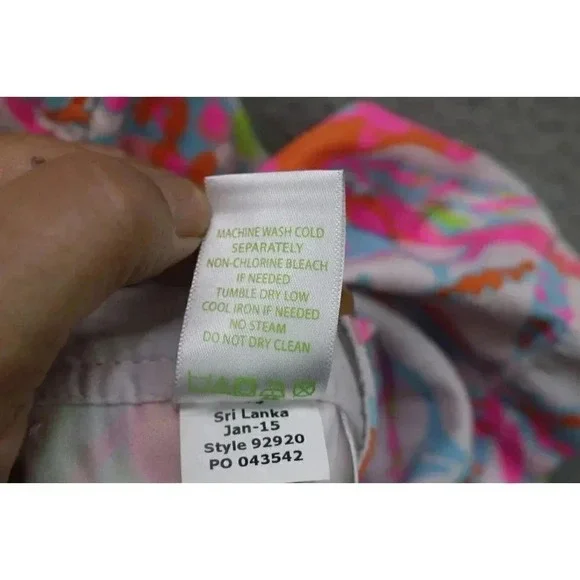 MACHINE WASH COLD
SEPARATELY
NON-CHLORINE BLEACH
IF NEEDED
TUMBLE DRY LOW
COOL IRON IF NEEDED
NO STEAM
DO NOT DRY CLEAN
Sri Lanka
Jan-15
Style 92920
PO 043542